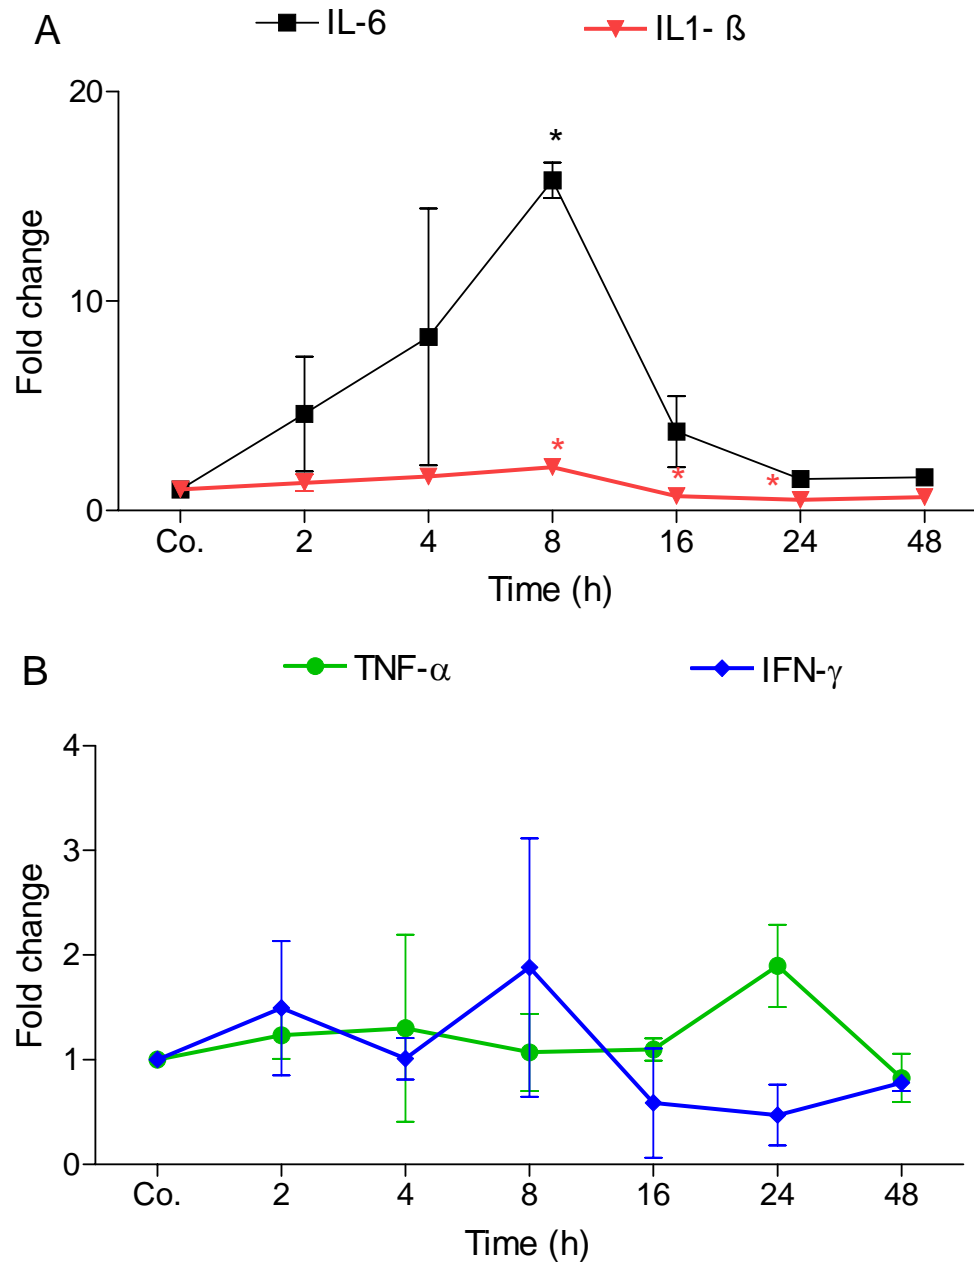 A IL-6 IL1- ß
20
*
Fold change
10
*
*
*
0
Co. 2 4 8 16 24 48
Time (h)
B TNF-α IFN-γ
4
3
Fold change
2
1
0
Co. 2 4 8 16 24 48
Time (h)